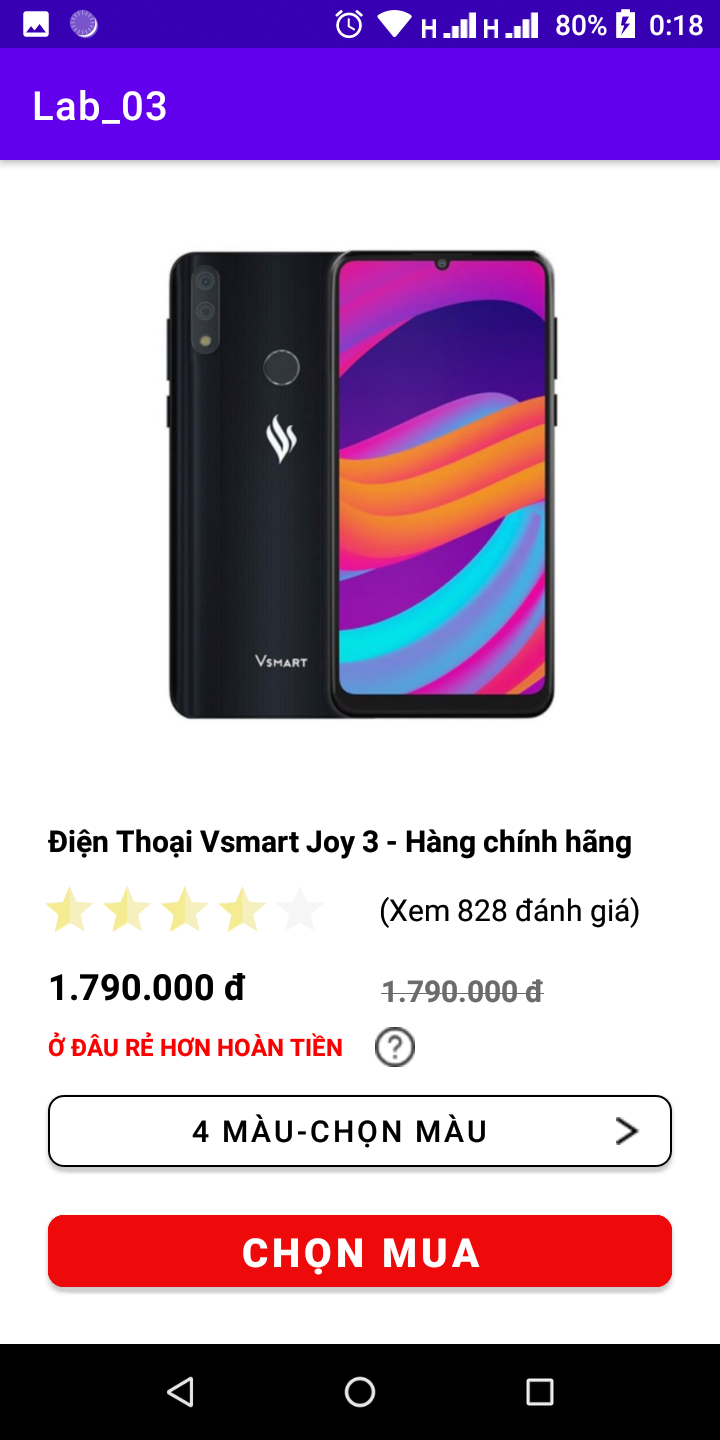 H H 80% 0:18
Lab_03
VSMART
Điện Thoại Vsmart Joy 3 - Hàng chính hãng
(Xem 828 đánh giá)
1.790.000 đ 1.790.000 đ
Ở ĐÂU RẺ HƠN HOÀN TIỀN ?
4 MÀU-CHỌN MÀU >
CHỌN MUA